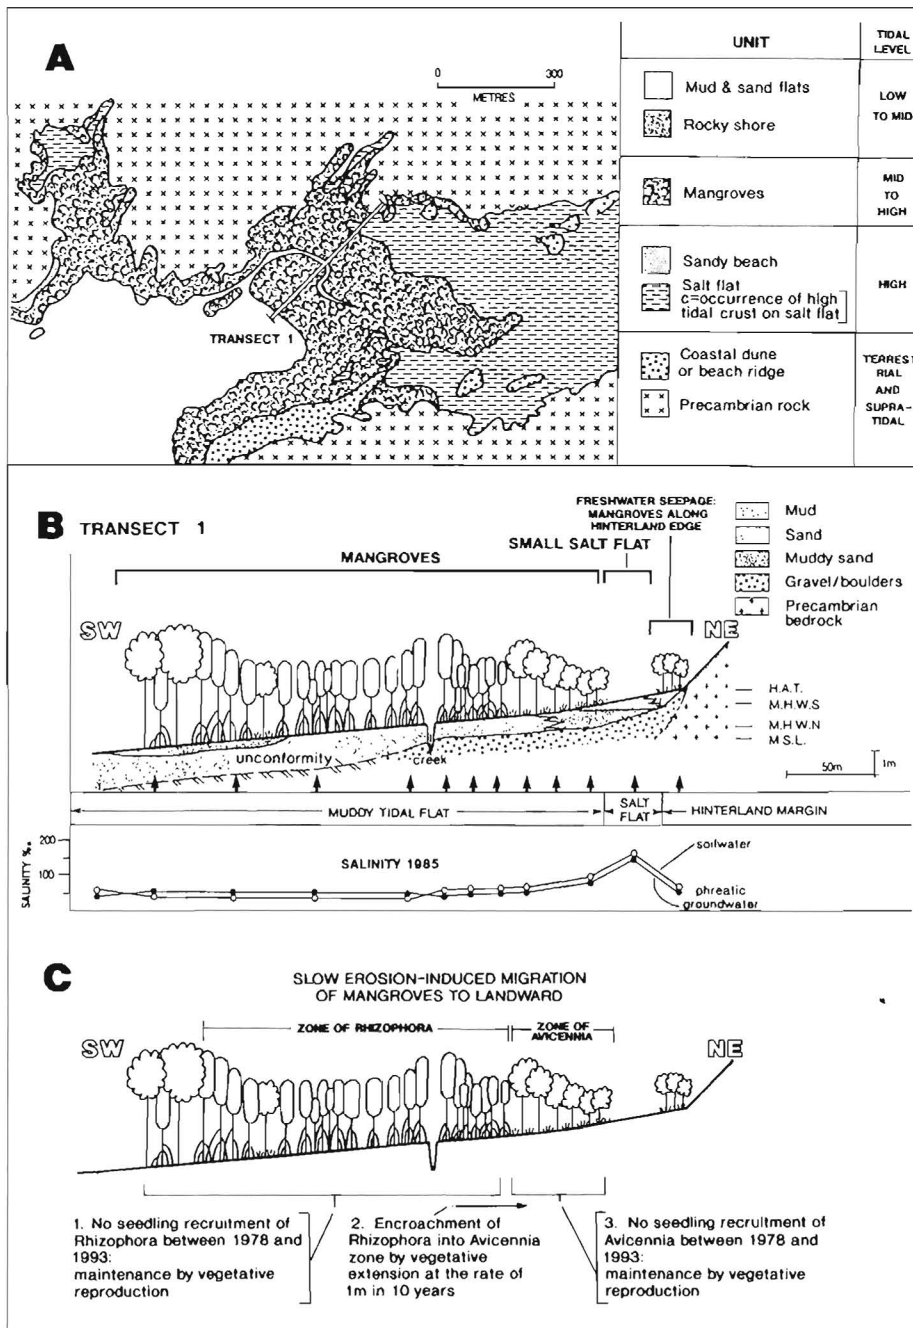 A
0 300
METRES
TRANSECT 1
UNIT
TIDAL
LEVEL
Mud & sand flats
Rocky shore
LOW
TO MID
Mangroves
MID
TO
HIGH
Sandy beach
Salt flat
c=occurrence of high
tidal crust on salt flat
HIGH
Coastal dune
or beach ridge
Precambrian rock
TERREST
RIAL
AND
SUPRA-
TIDAL
B
TRANSECT 1
FRESHWATER SEEPAGE:
MANGROVES ALONG
HINTERLAND EDGE
SMALL SALT FLAT
MANGROVES
Mud
Sand
Muddy sand
Gravel/boulders
Precambrian
bedrock
SW
NE
H.A.T.
M.H.W.S
M.H.W.N
M.S.L.
unconformity
creek
50m
1m
MUDDY TIDAL FLAT
SALT
FLAT
HINTERLAND MARGIN
SALINITY ‰
200
100
SALINITY 1985
soilwater
phreatic
groundwater
C
SLOW EROSION-INDUCED MIGRATION
OF MANGROVES TO LANDWARD
ZONE OF RHIZOPHORA
ZONE OF
AVICENNIA
SW
NE
1. No seedling recruitment of
Rhizophora between 1978 and
1993:
maintenance by vegetative
reproduction
2. Encroachment of
Rhizophora into Avicennia
zone by vegetative
extension at the rate of
1m in 10 years
3. No seedling recruitment of
Avicennia between 1978 and
1993:
maintenance by vegetative
reproduction